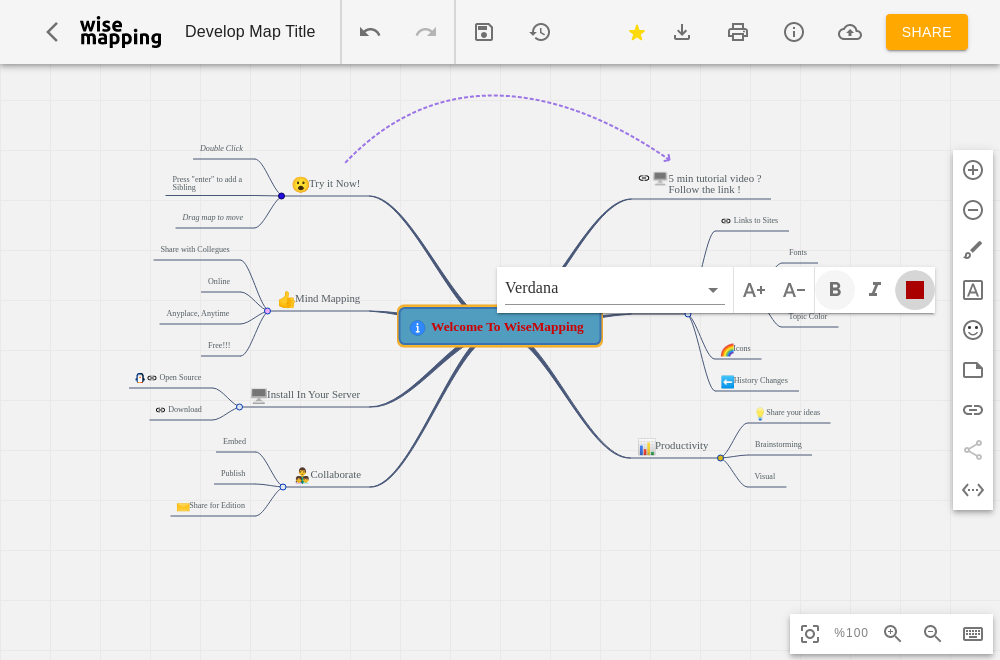 wise
mapping
Develop Map Title
SHARE
Double Click
Press "enter" to add a
Sibling
Drag map to move
Try it Now!
5 min tutorial video ?
Follow the link !
Links to Sites
Fonts
Topic Color
Share with Collegues
Online
Anyplace, Anytime
Free!!!
Mind Mapping
Verdana
A+
A-
B
I
Welcome To WiseMapping
Icons
History Changes
Open Source
Download
Install In Your Server
Share your ideas
Brainstorming
Visual
Productivity
Embed
Publish
Share for Edition
Collaborate
%100